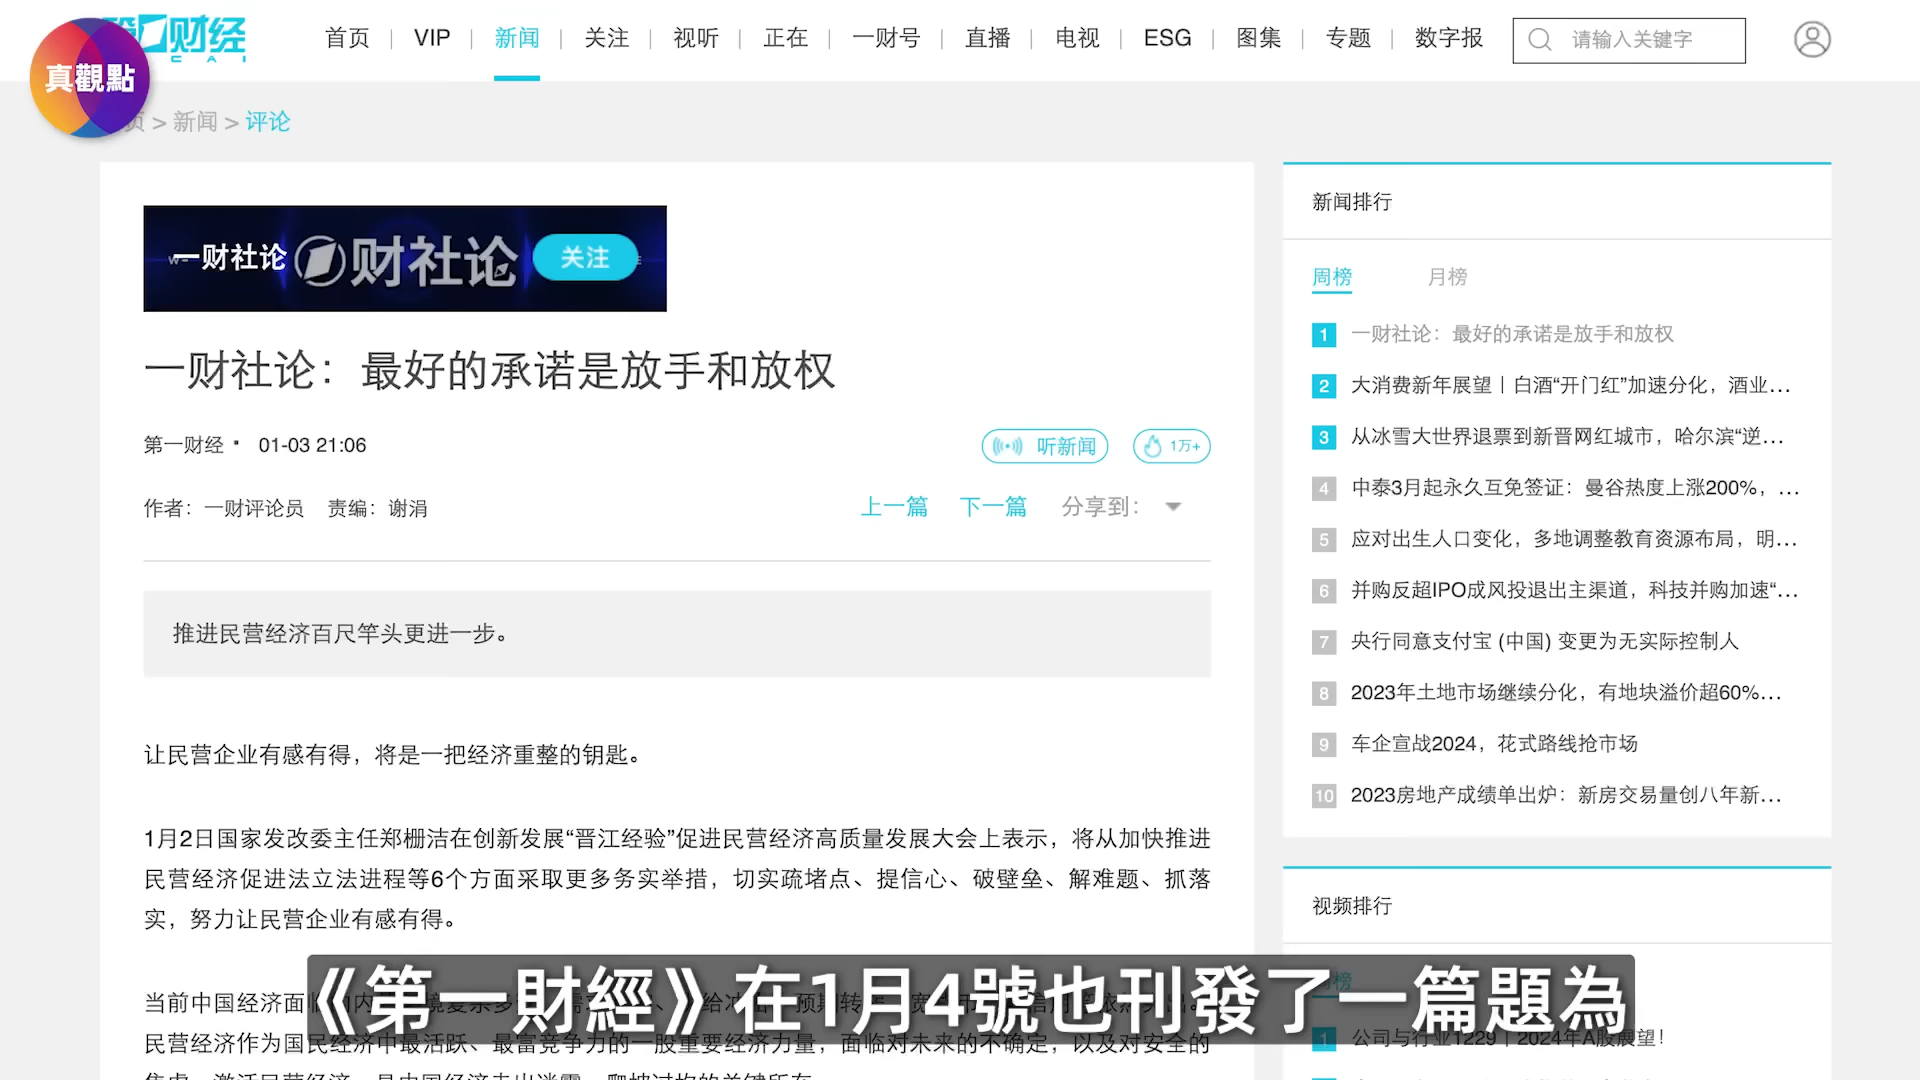 财经
CAI
真觀點
首页 | VIP | 新闻 | 关注 | 视听 | 正在 | 一财号 | 直播 | 电视 | ESG | 图集 | 专题 | 数字报
请输入关键字
页 > 新闻 > 评论
一财社论
财社论
关注
一财社论：最好的承诺是放手和放权
第一财经 · 01-03 21:06
听新闻
1万+
作者：一财评论员 责编：谢涓
上一篇 下一篇 分享到：
推进民营经济百尺竿头更进一步。
让民营企业有感有得，将是一把经济重整的钥匙。
1月2日国家发改委主任郑栅洁在创新发展“晋江经验”促进民营经济高质量发展大会上表示，将从加快推进
民营经济促进法立法进程等6个方面采取更多务实举措，切实疏堵点、提信心、破壁垒、解难题、抓落
实，努力让民营企业有感有得。
当前中国经济面
民营经济作为国民经济中最活跃、最富竞争力的一股重要经济力量，面临对未来的不确定，以及对安全的
新闻排行
周榜 月榜
1 一财社论：最好的承诺是放手和放权
2 大消费新年展望丨白酒“开门红”加速分化，酒业...
3 从冰雪大世界退票到新晋网红城市，哈尔滨“逆...
4 中泰3月起永久互免签证：曼谷热度上涨200%，...
5 应对出生人口变化，多地调整教育资源布局，明...
6 并购反超IPO成风投退出主渠道，科技并购加速“...
7 央行同意支付宝 (中国) 变更为无实际控制人
8 2023年土地市场继续分化，有地块溢价超60%...
9 车企宣战2024，花式路线抢市场
10 2023房地产成绩单出炉：新房交易量创八年新...
视频排行
1 公司与行业1229丨2024年A股展望！
《第一財經》在1月4號也刊發了一篇題為